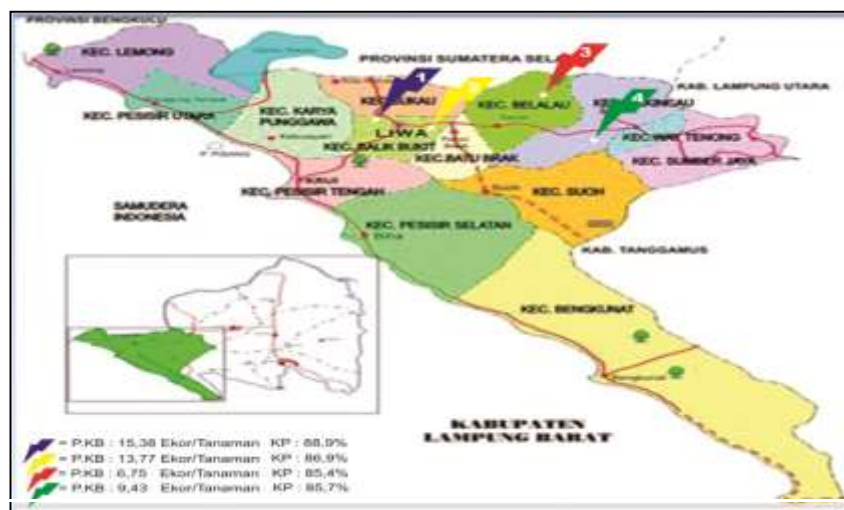 PROVINSI BENGKULU
KEC. LEMONG
PROVINSI SUMATERA
1
3
KAB. LAMPUNG UTARA
KEC. BELALAU
4
KEC. PESISIR UTARA
KEC. KARYA
PUNGGAWA
LIWA
KEC. BALIK BUKIT
KEC. BATU BRAK
KEC. WAY TENONG
KEC. SUMBER JAYA
KEC. PESISIR TENGAH
KEC. SUOH
SAMUDERA
INDONESIA
KEC. PESISIR SELATAN
KAB. TANGGAMUS
KEC. BENGKUNAT
KABUPATEN
LAMPUNG BARAT
= P.KB : 15,38 Ekor/Tanaman KP : 88,9%
= P.KB : 13,77 Ekor/Tanaman KP : 86,9%
= P.KB : 6,75 Ekor/Tanaman KP : 85,4%
= P.KB : 9,43 Ekor/Tanaman KP : 85,7%